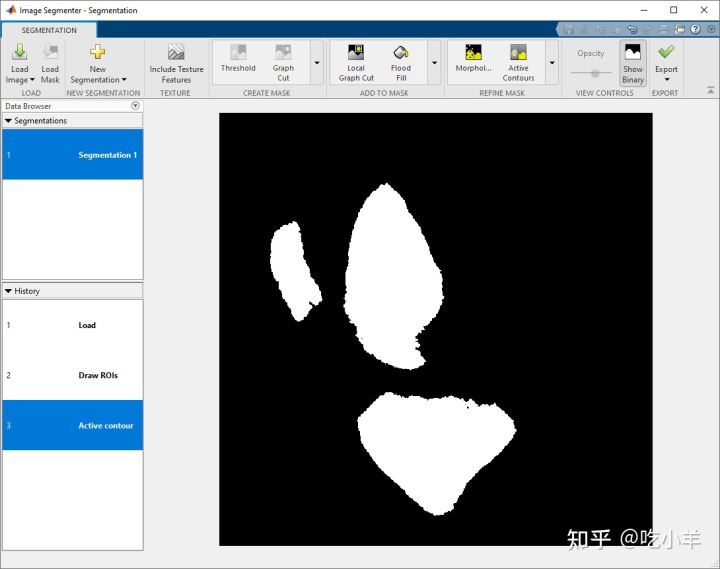 Image Segmenter - Segmentation
SEGMENTATION
Load Image
Load Mask
New Segmentation
Include Texture Features
Threshold
Graph Cut
Local Graph Cut
Flood Fill
Morphol...
Active Contours
Opacity
Show Binary
Export
LOAD
NEW SEGMENTATION
TEXTURE
CREATE MASK
ADD TO MASK
REFINE MASK
VIEW CONTROLS
EXPORT
Data Browser
Segmentations
1 Segmentation 1
History
1 Load
2 Draw ROIs
3 Active contour
知乎 @吃小羊